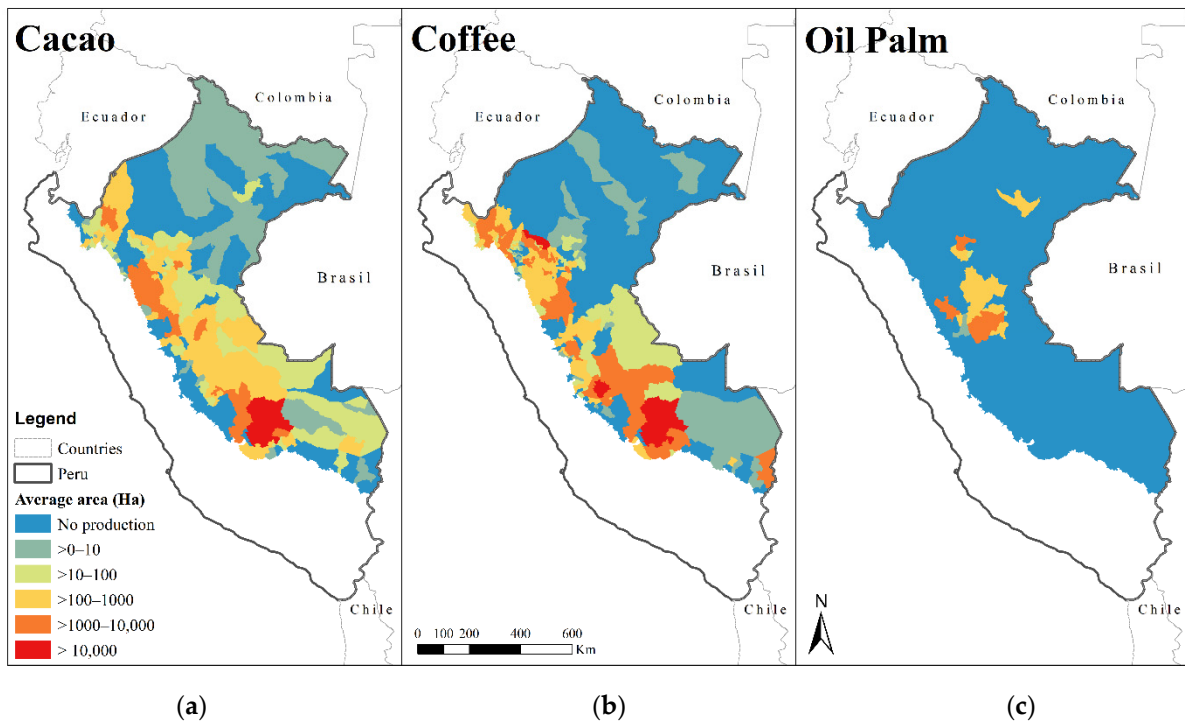 Cacao
Ecuador
Colombia
Brasil
Chile
Legend
Countries
Peru
Average area (Ha)
No production
>0–10
>10–100
>100–1000
>1000–10,000
> 10,000
(a)
Coffee
Ecuador
Colombia
Brasil
Chile
0 100 200 400 600
Km
(b)
Oil Palm
Ecuador
Colombia
Brasil
Chile
N
(c)